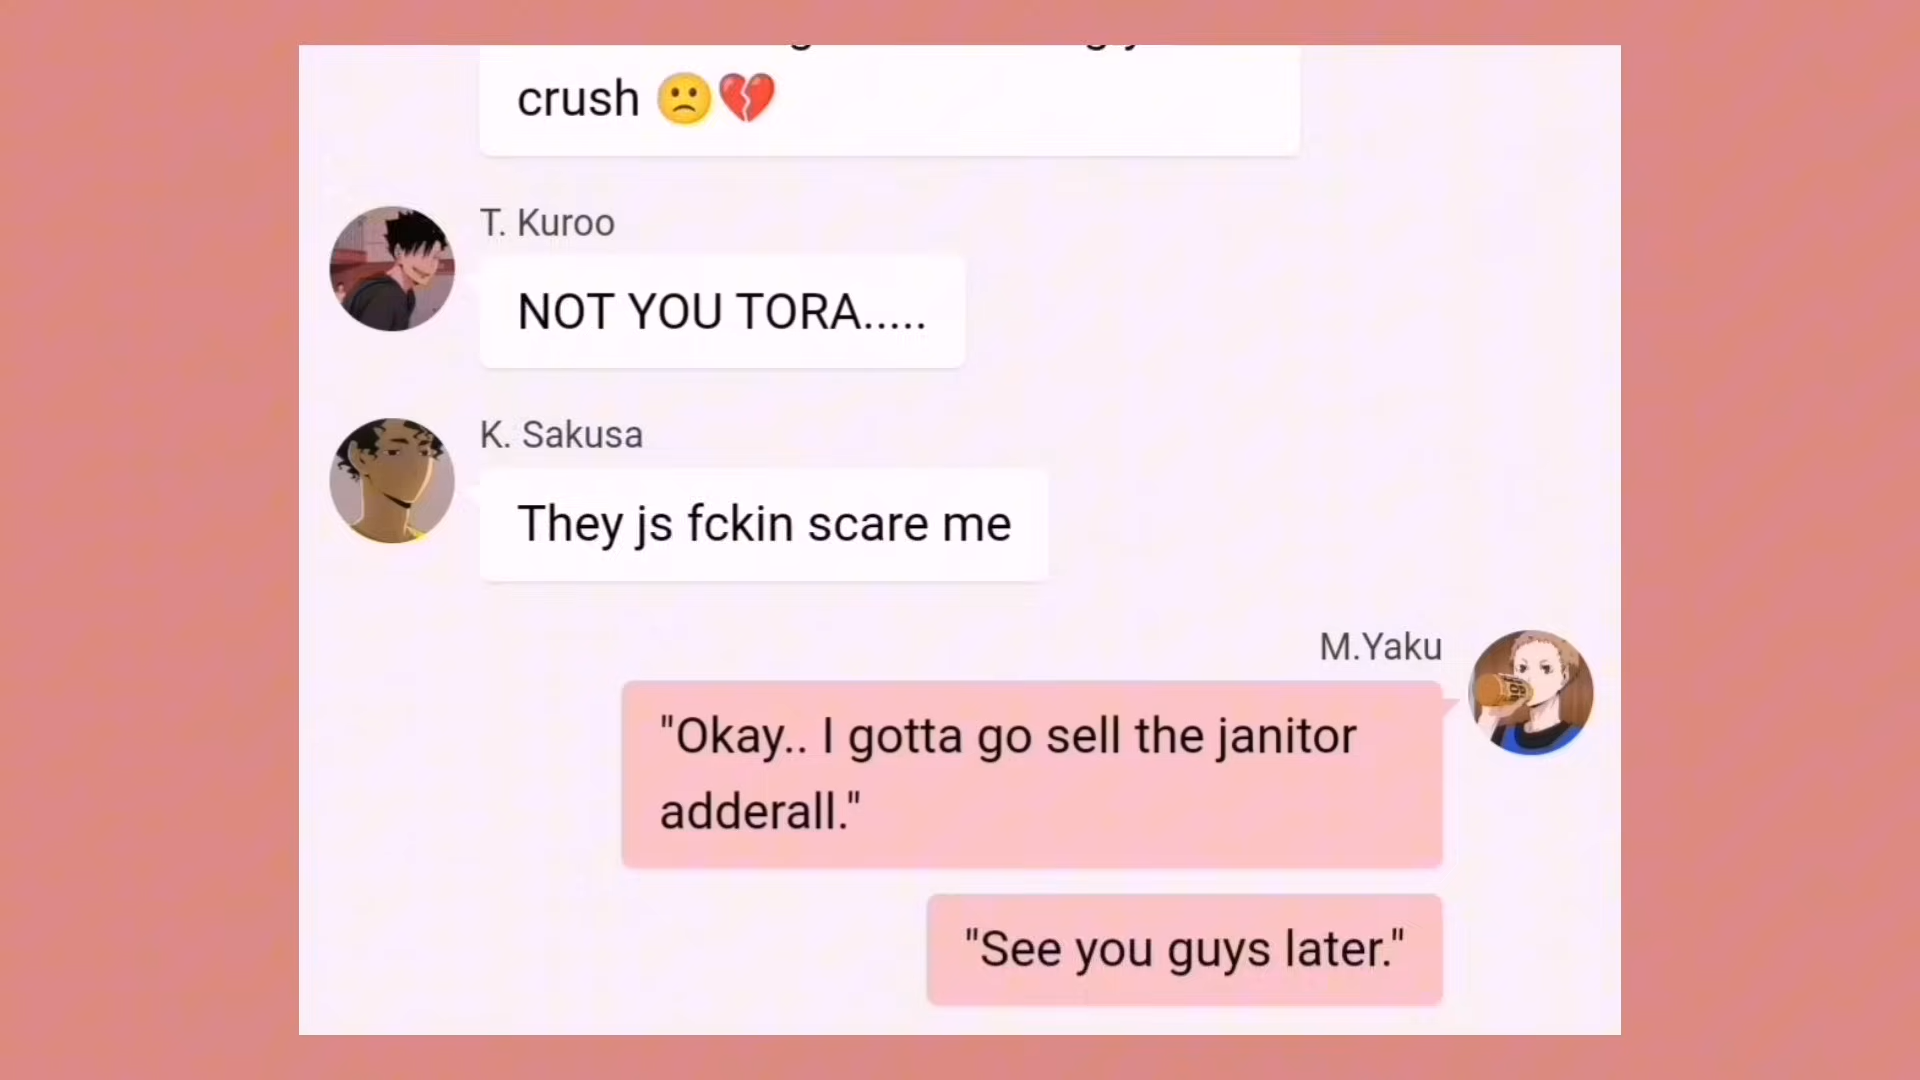 crush 🙁💔
T. Kuroo
NOT YOU TORA.....
K. Sakusa
They js fckin scare me
M.Yaku
"Okay.. I gotta go sell the janitor
adderall."
"See you guys later."